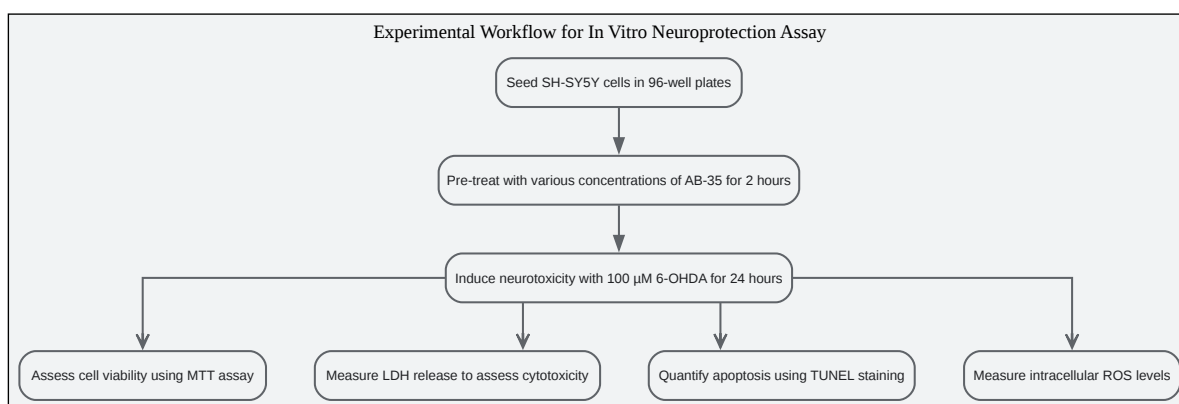 Experimental Workflow for In Vitro Neuroprotection Assay
Seed SH-SY5Y cells in 96-well plates
Pre-treat with various concentrations of AB-35 for 2 hours
Induce neurotoxicity with 100 µM 6-OHDA for 24 hours
Assess cell viability using MTT assay
Measure LDH release to assess cytotoxicity
Quantify apoptosis using TUNEL staining
Measure intracellular ROS levels